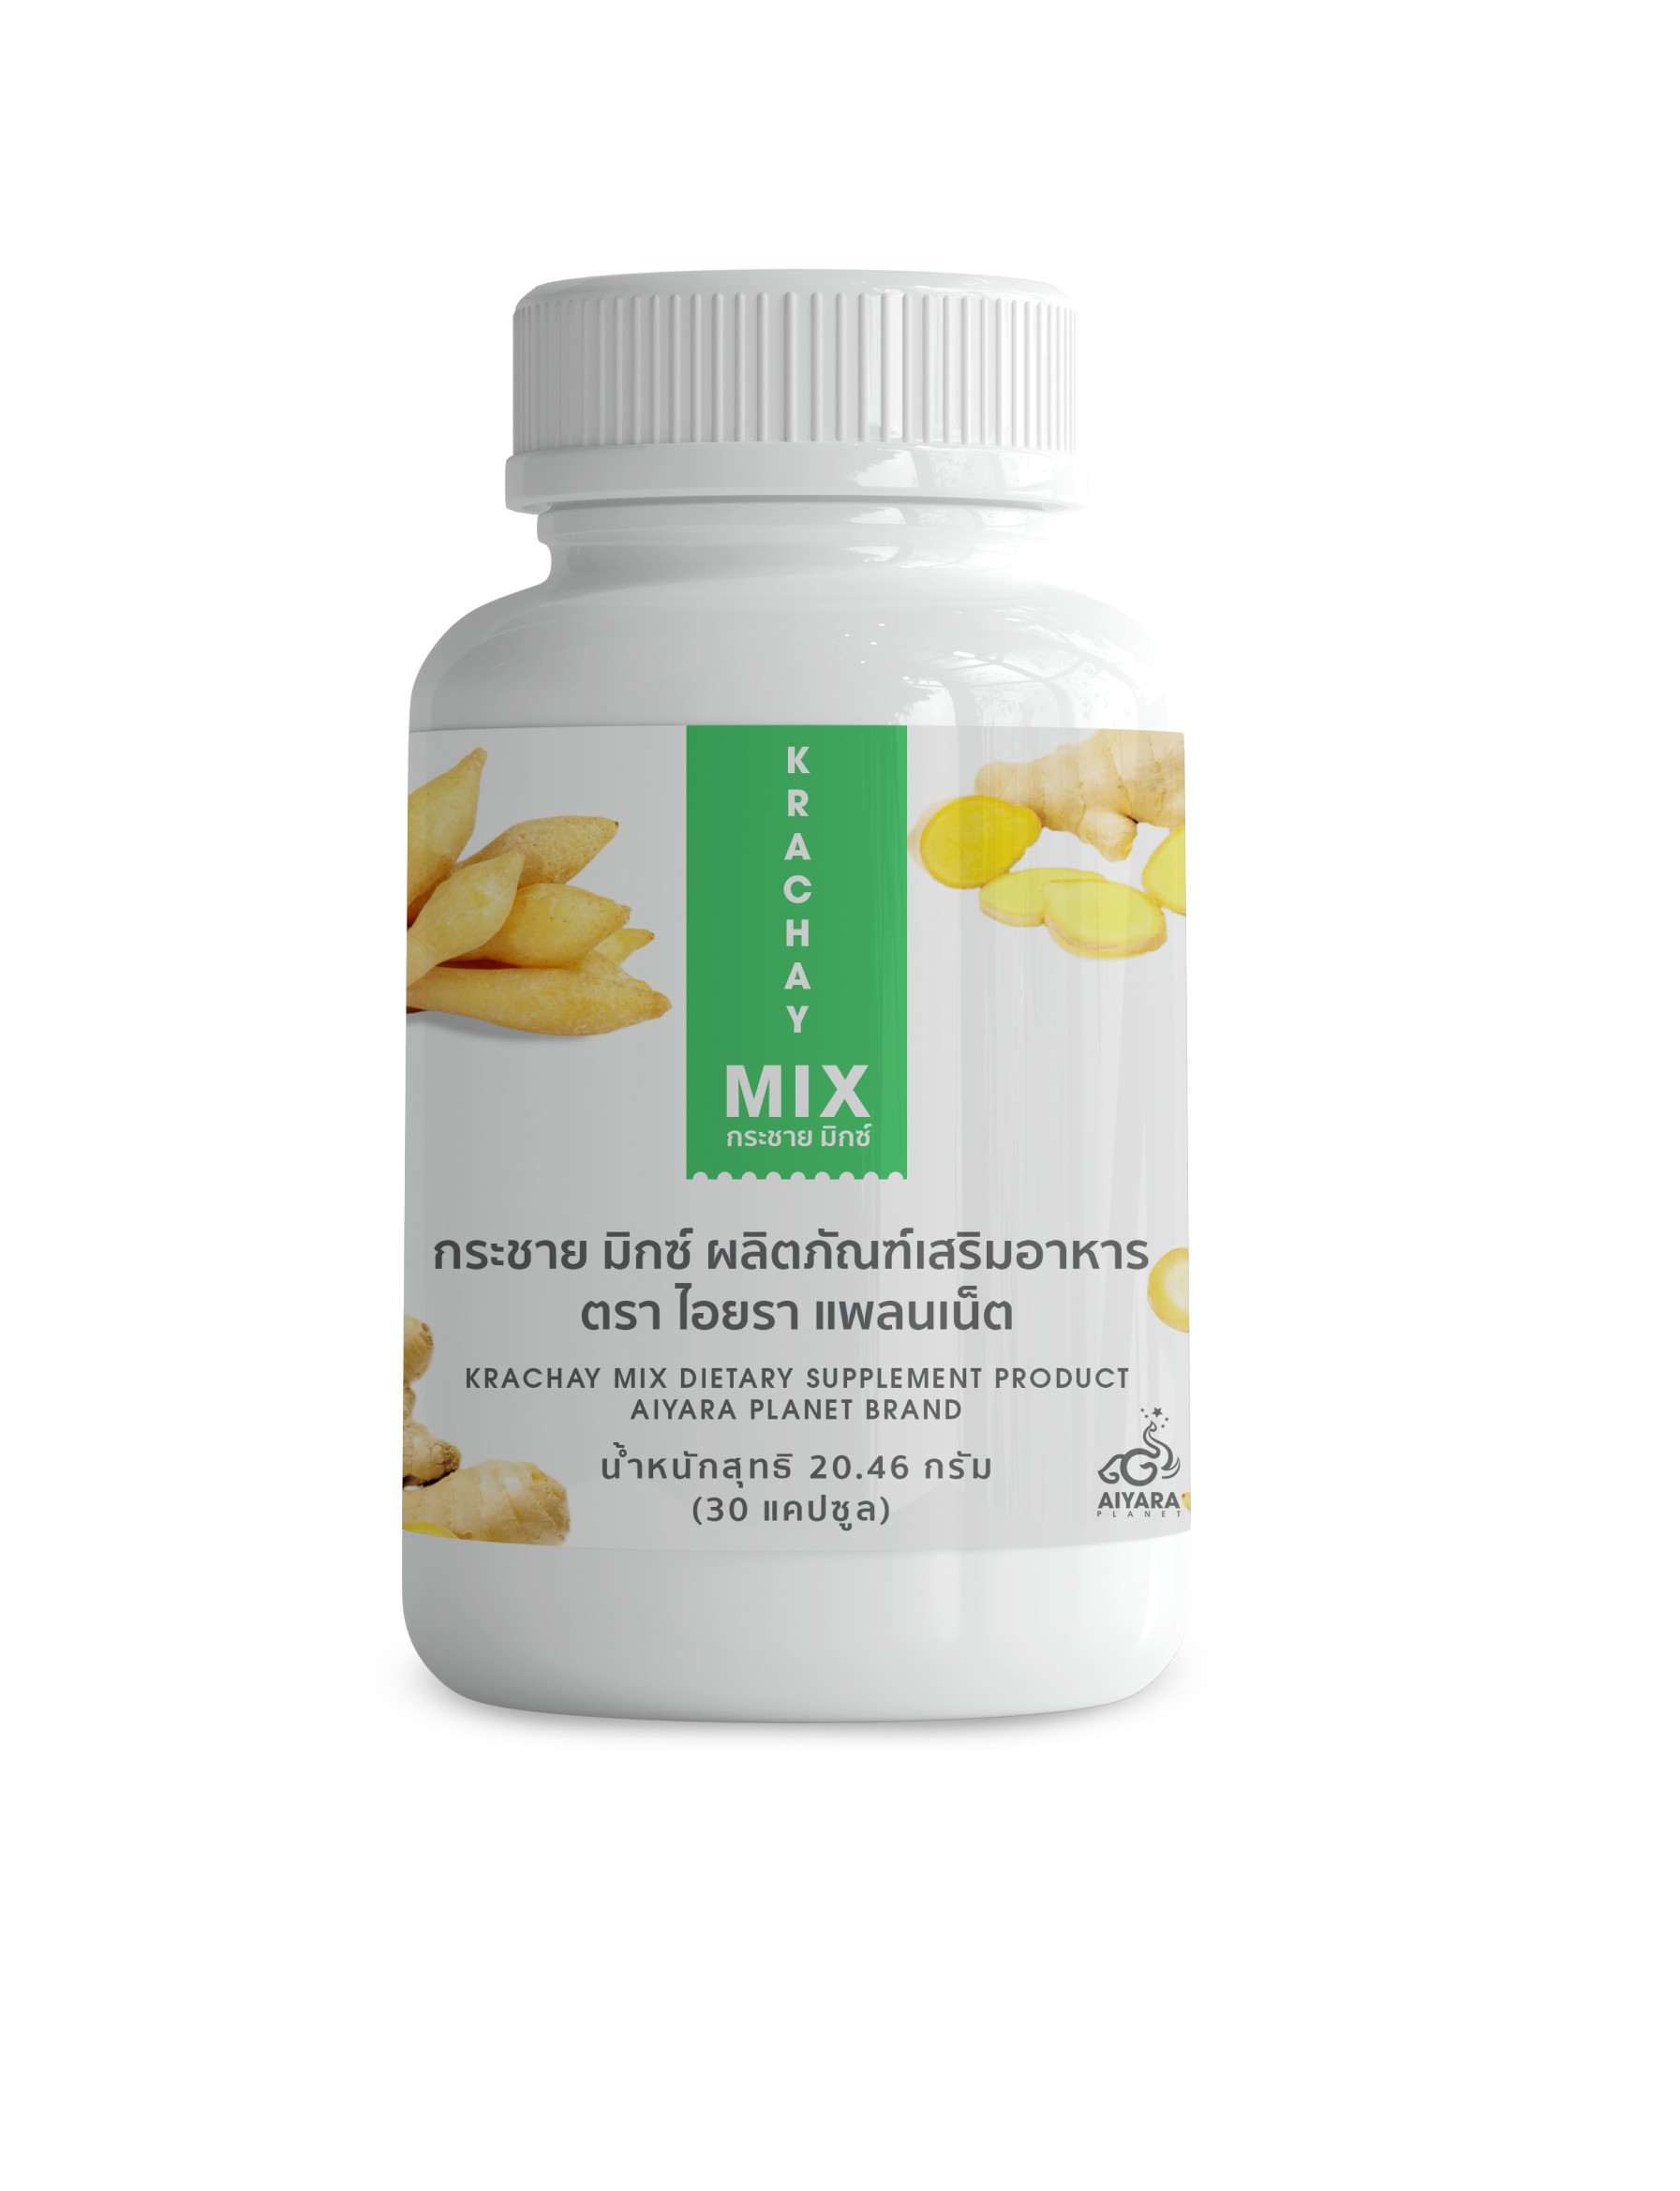 KRACHAY
MIX
กระชาย มิกซ์
กระชาย มิกซ์ ผลิตภัณฑ์เสริมอาหาร
ตรา ไอยรา แพลนเน็ต
KRACHAY MIX DIETARY SUPPLEMENT PRODUCT
AIYARA PLANET BRAND
น้ำหนักสุทธิ 20.46 กรัม
(30 แคปซูล)
AIYARA
PLANET